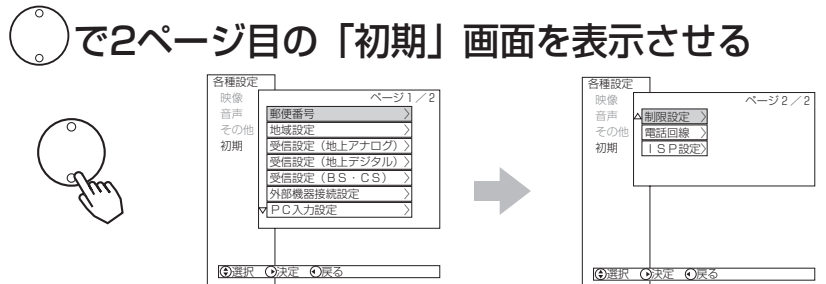 で2ページ目の「初期」画面を表示させる
各種設定
映像
音声
その他
初期
ページ1／2
郵便番号
地域設定
受信設定（地上アナログ）
受信設定（地上デジタル）
受信設定（ＢＳ・ＣＳ）
外部機器接続設定
ＰＣ入力設定
選択 決定 戻る
各種設定
映像
音声
その他
初期
ページ2／2
制限設定
電話回線
ＩＳＰ設定
選択 決定 戻る